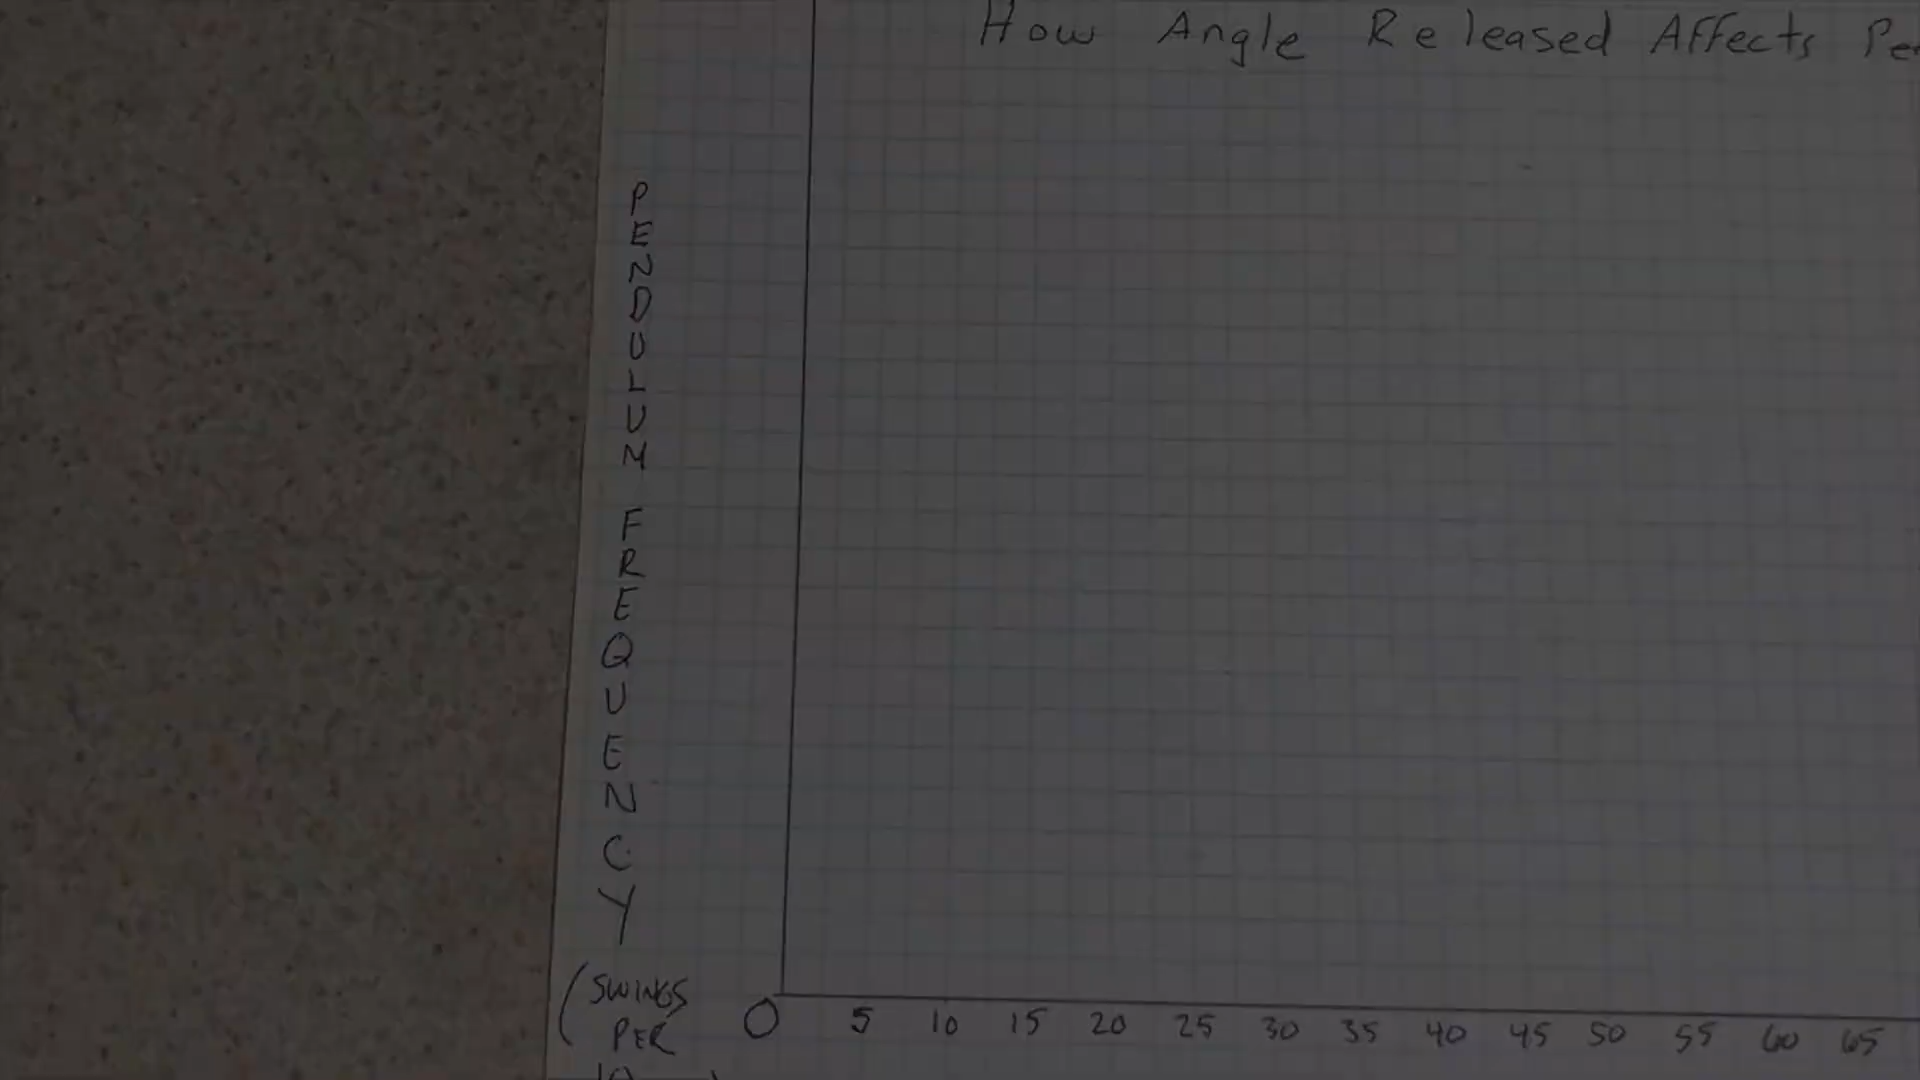 How Angle Released Affects
PENDULUM
FREQUENCY
(SWINGS
PER
0 5 10 15 20 25 30 35 40 45 50 55 60 65